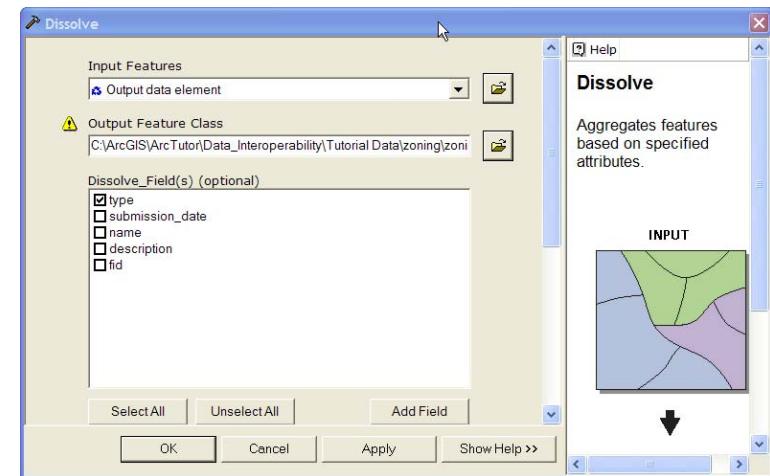 Dissolve
Input Features
Output data element
Output Feature Class
C:\ArcGIS\ArcTutor\Data_Interoperability\Tutorial Data\zoning\zoni
Dissolve_Field(s) (optional)
type
submission_date
name
description
fid
Select All Unselect All Add Field
OK Cancel Apply Show Help >>
Help
Dissolve
Aggregates features
based on specified
attributes.
INPUT